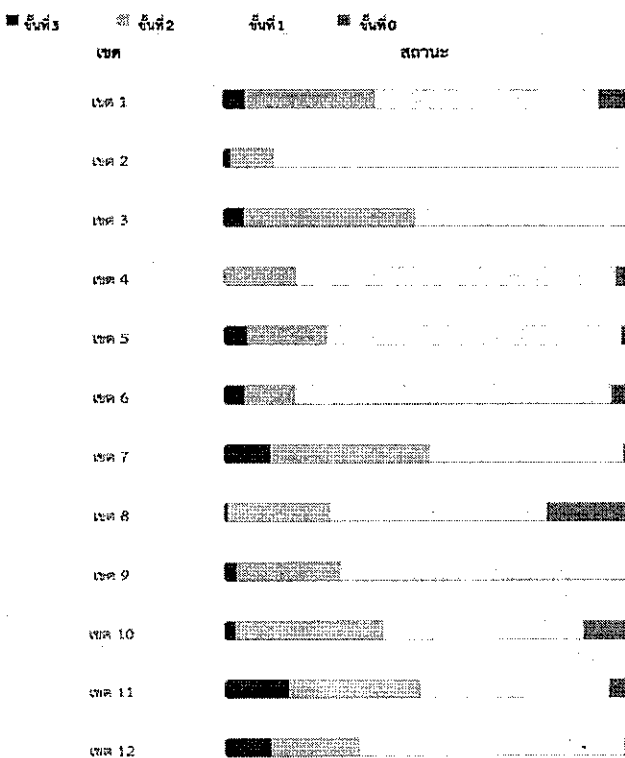 ขั้นที่3 ขั้นที่2 ขั้นที่1 ขั้นที่0
เขต สถานะ
เขต 1
เขต 2
เขต 3
เขต 4
เขต 5
เขต 6
เขต 7
เขต 8
เขต 9
เขต 10
เขต 11
เขต 12